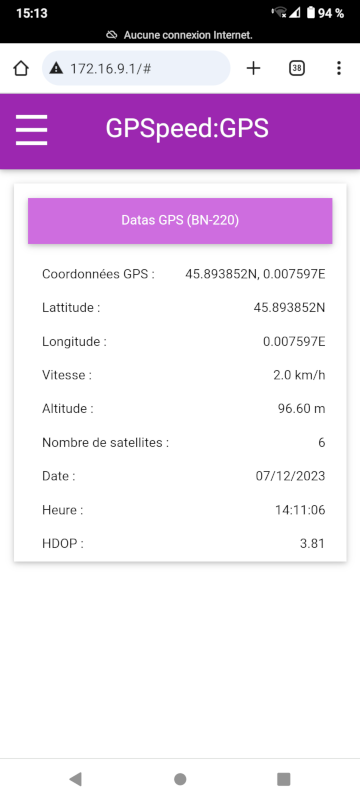 15:13
94 %
Aucune connexion Internet.
172.16.9.1/#
38
GPSpeed:GPS
Datas GPS (BN-220)
Coordonnées GPS : 45.893852N, 0.007597E
Lattitude : 45.893852N
Longitude : 0.007597E
Vitesse : 2.0 km/h
Altitude : 96.60 m
Nombre de satellites : 6
Date : 07/12/2023
Heure : 14:11:06
HDOP : 3.81